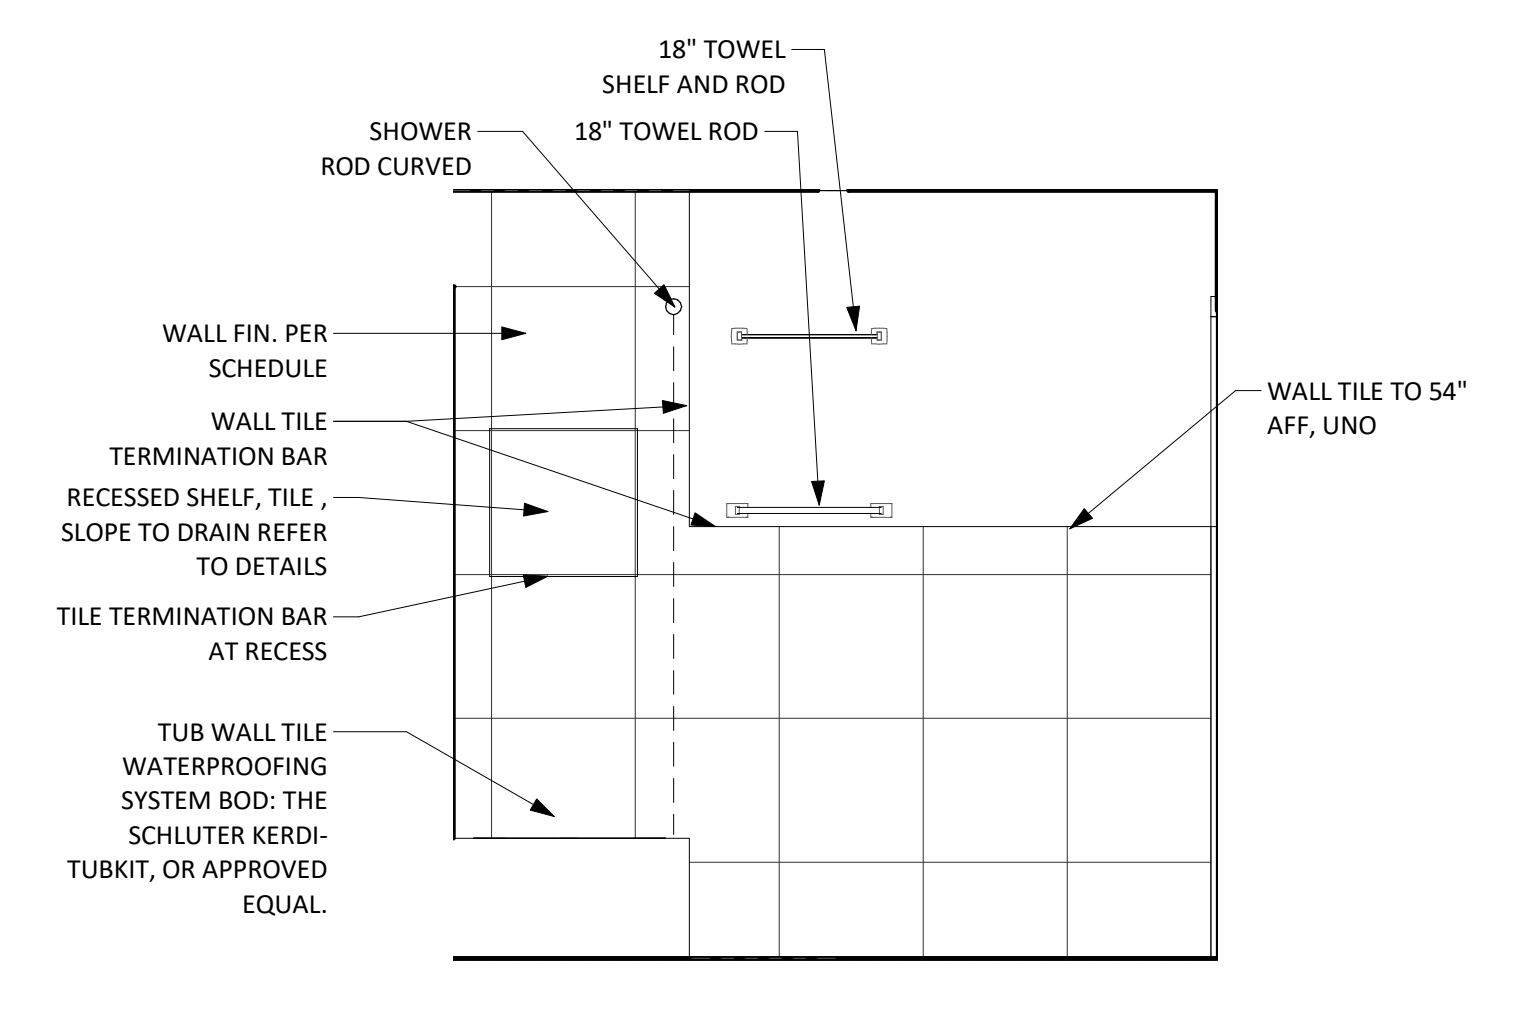 18" TOWEL
SHELF AND ROD
SHOWER
ROD CURVED
18" TOWEL ROD
WALL FIN. PER
SCHEDULE
WALL TILE
TERMINATION BAR
RECESSED SHELF, TILE ,
SLOPE TO DRAIN REFER
TO DETAILS
TILE TERMINATION BAR
AT RECESS
TUB WALL TILE
WATERPROOFING
SYSTEM BOD: THE
SCHLUTER KERDI-
TUBKIT, OR APPROVED
EQUAL.
WALL TILE TO 54"
AFF, UNO